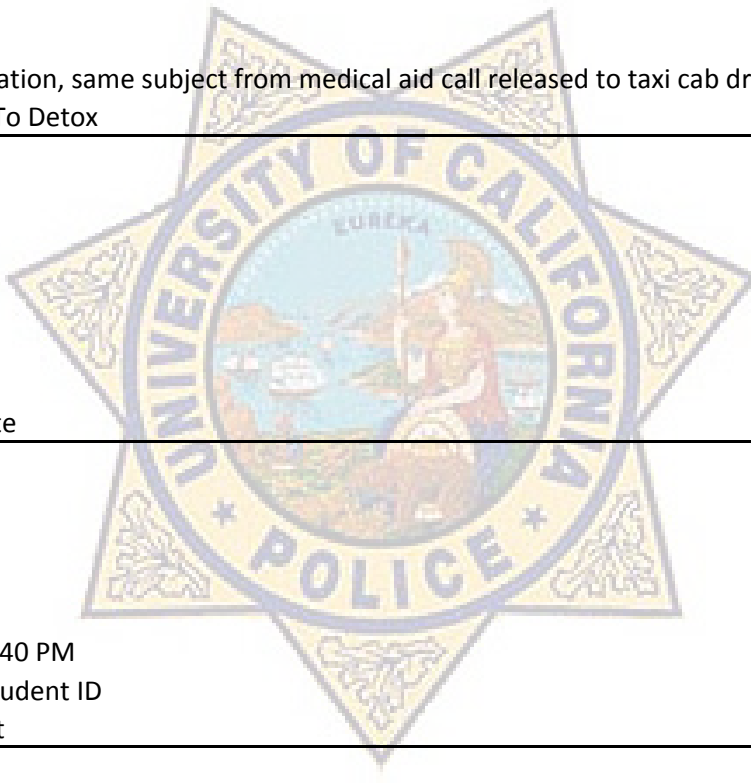 ation, same subject from medical aid call released to taxi cab dr
To Detox
UNIVERSITY OF CALIFORNIA
EUREKA
te
POLICE
40 PM
udent ID
t